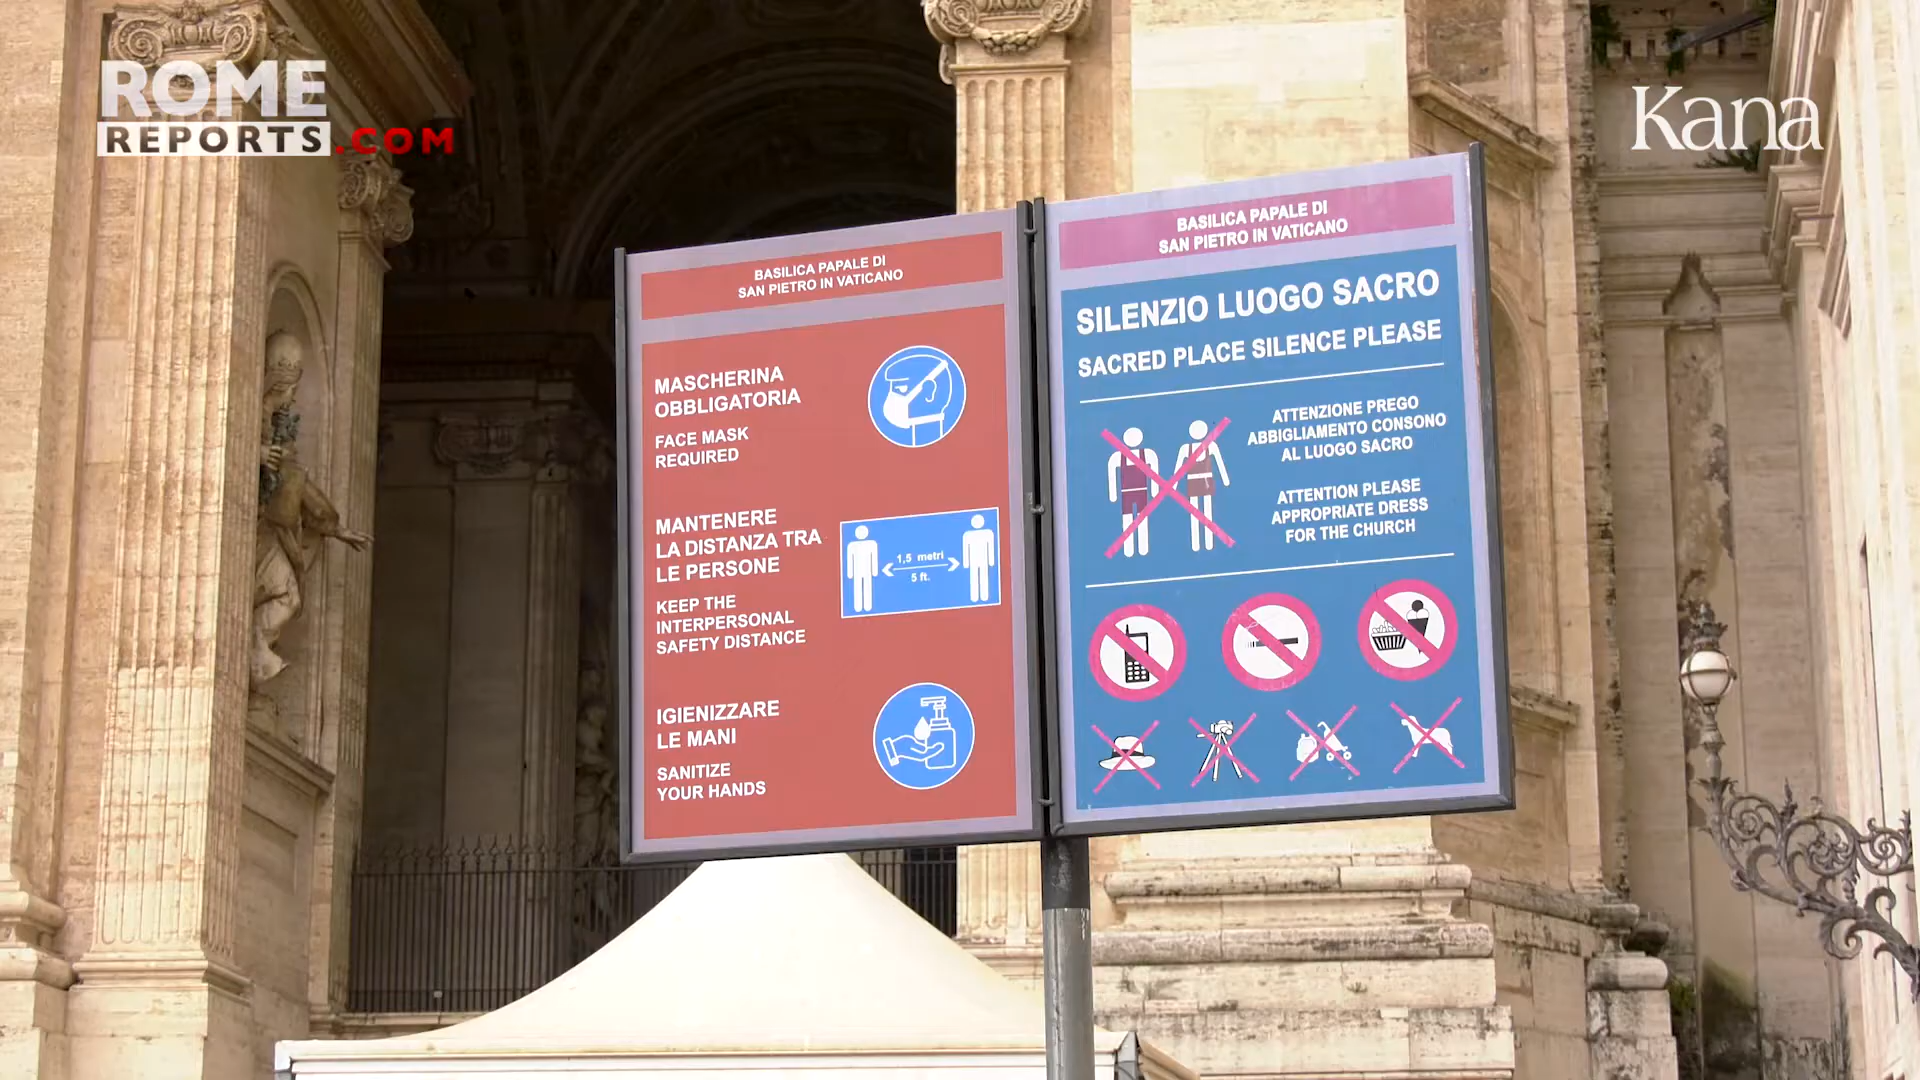 ROME
REPORTS.COM
Kana
BASILICA PAPALE DI
SAN PIETRO IN VATICANO
MASCHERINA
OBBLIGATORIA
FACE MASK
REQUIRED
MANTENERE
LA DISTANZA TRA
LE PERSONE
KEEP THE
INTERPERSONAL
SAFETY DISTANCE
1,5 metri
5 ft.
IGIENIZZARE
LE MANI
SANITIZE
YOUR HANDS
BASILICA PAPALE DI
SAN PIETRO IN VATICANO
SILENZIO LUOGO SACRO
SACRED PLACE SILENCE PLEASE
ATTENZIONE PREGO
ABBIGLIAMENTO CONSONO
AL LUOGO SACRO
ATTENTION PLEASE
APPROPRIATE DRESS
FOR THE CHURCH